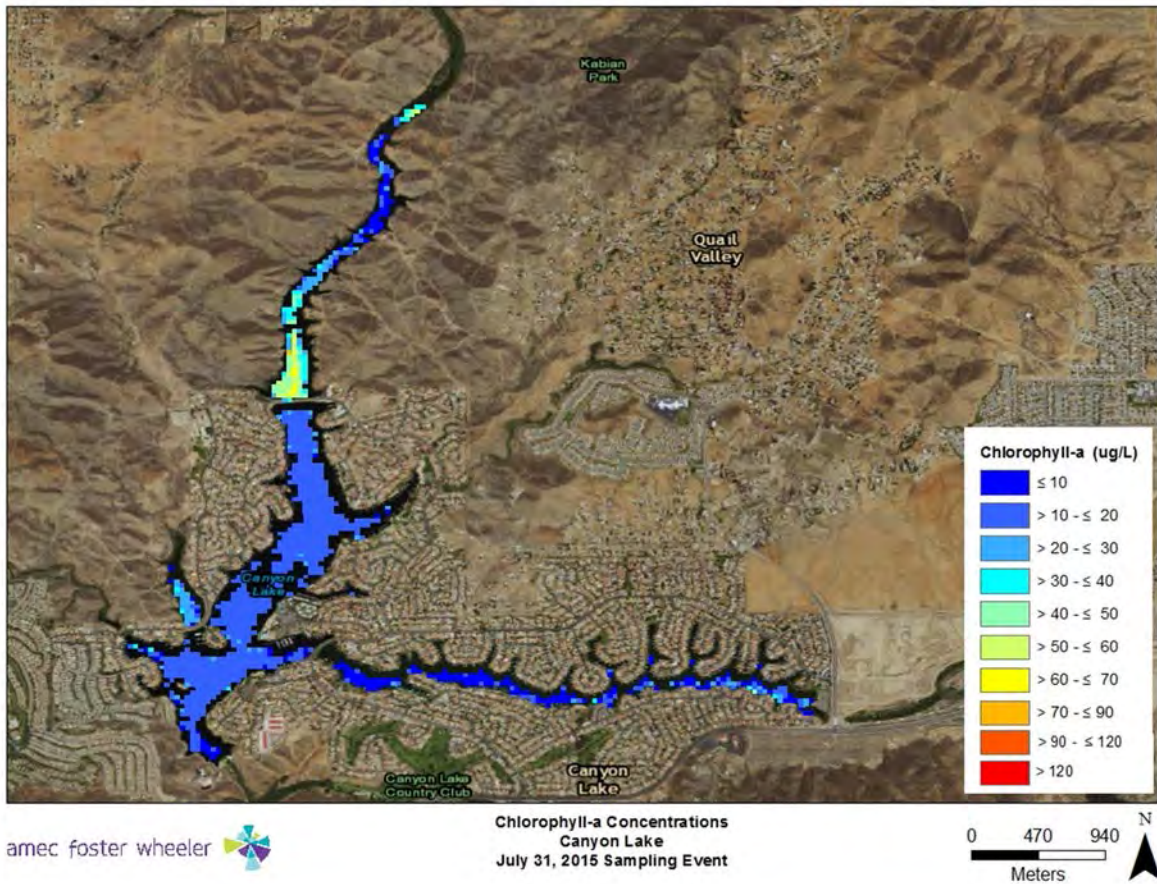 Kabian
Park
Quail
Valley
Canyon
Lake
Canyon Lake
Country Club
Canyon
Lake
Chlorophyll-a (ug/L)
≤ 10
> 10 - ≤ 20
> 20 - ≤ 30
> 30 - ≤ 40
> 40 - ≤ 50
> 50 - ≤ 60
> 60 - ≤ 70
> 70 - ≤ 90
> 90 - ≤ 120
> 120
amec foster wheeler
Chlorophyll-a Concentrations
Canyon Lake
July 31, 2015 Sampling Event
0 470 940
Meters
N